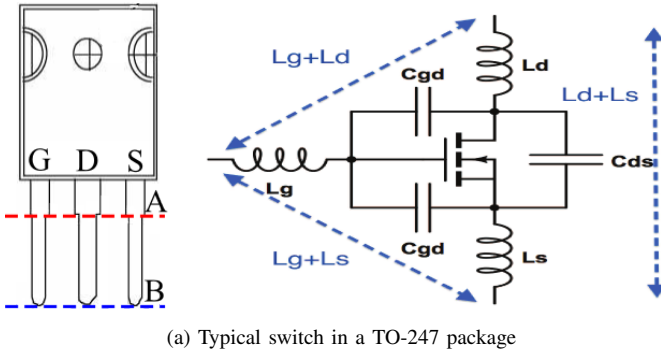 G D S
A
B
Lg+Ld
Cgd
Ld
Ld+Ls
Lg
Cds
Lg+Ls
Cgd
Ls
(a) Typical switch in a TO-247 package